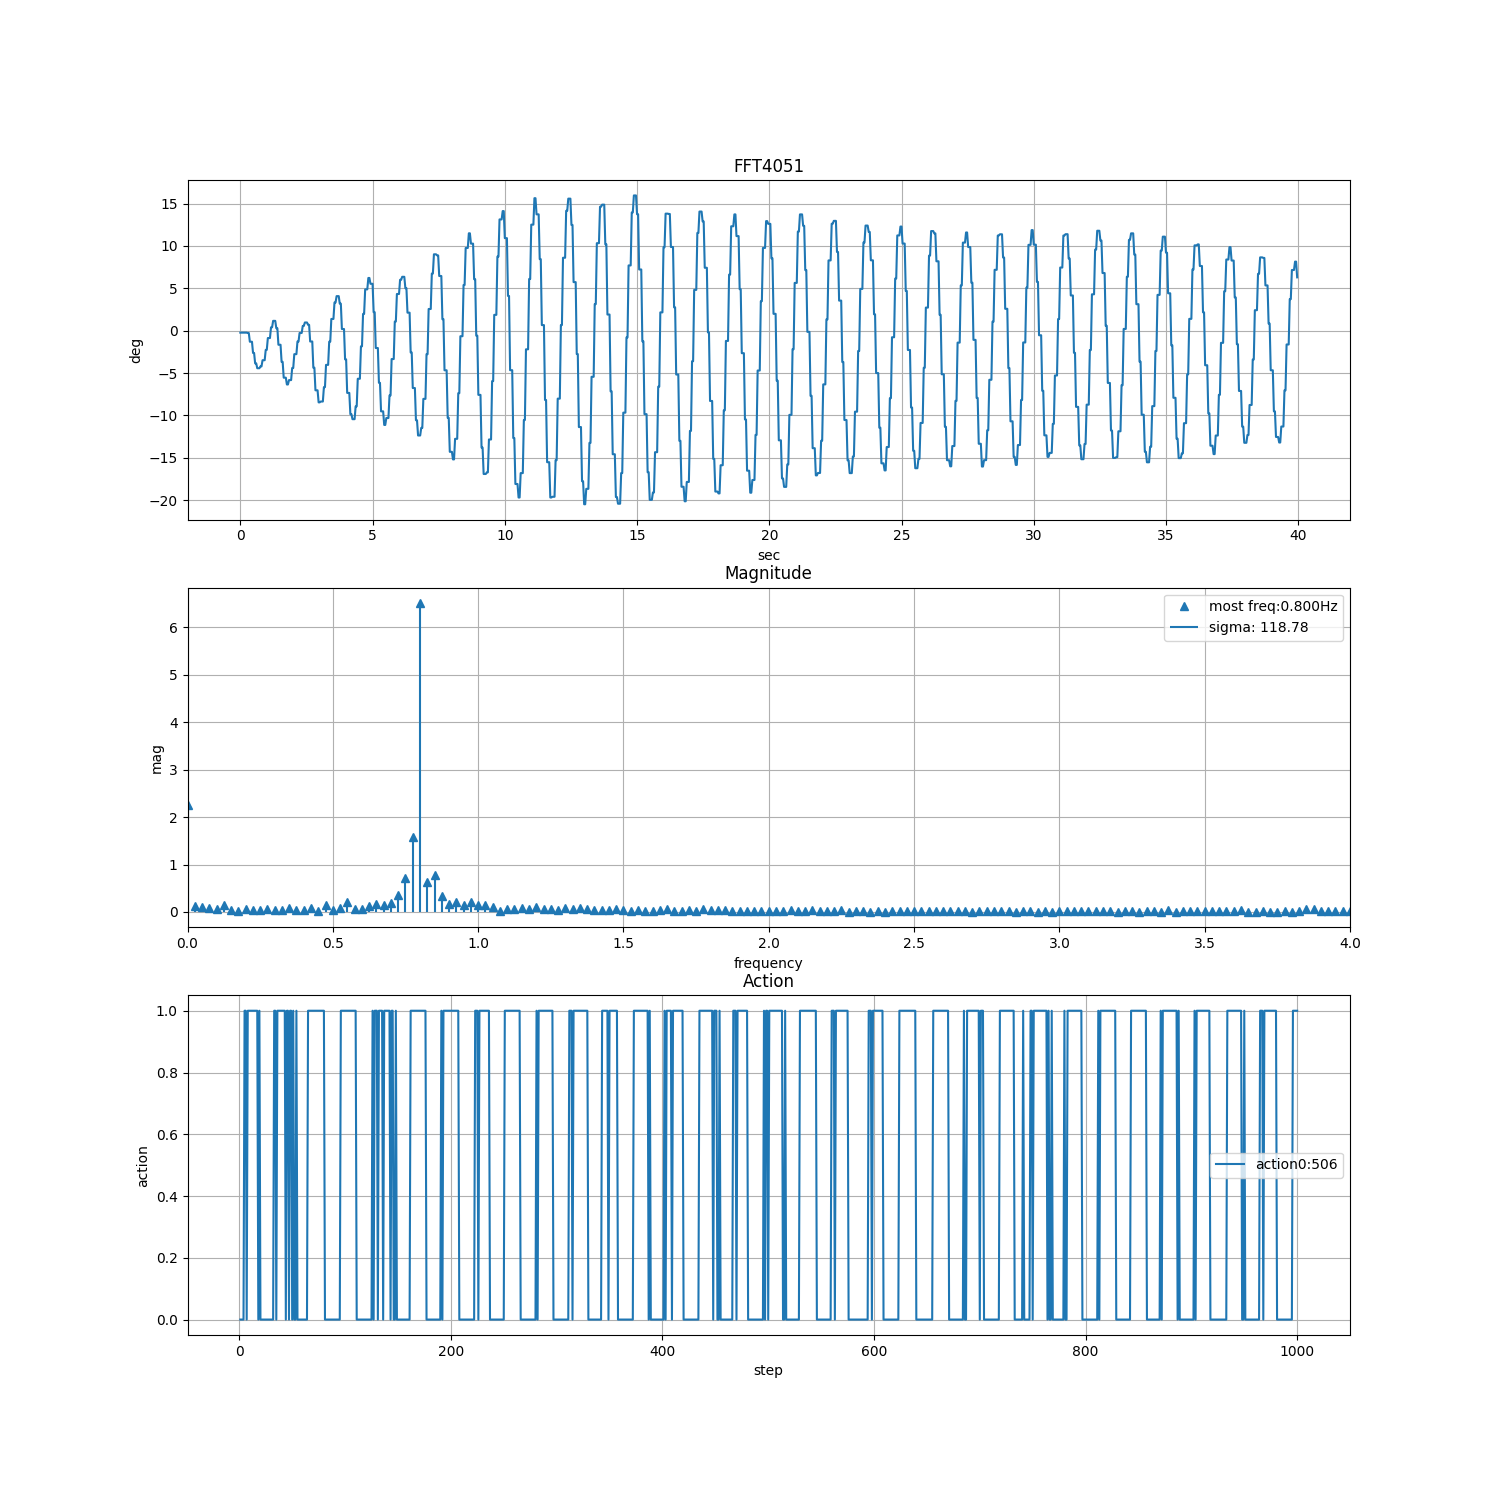 FFT4051
deg
15
10
5
0
−5
−10
−15
−20
0 5 10 15 20 25 30 35 40
sec
Magnitude
mag
6
5
4
3
2
1
0
most freq:0.800Hz
sigma: 118.78
0.0 0.5 1.0 1.5 2.0 2.5 3.0 3.5 4.0
frequency
Action
action
1.0
0.8
0.6
0.4
0.2
0.0
action0:506
0 200 400 600 800 1000
step